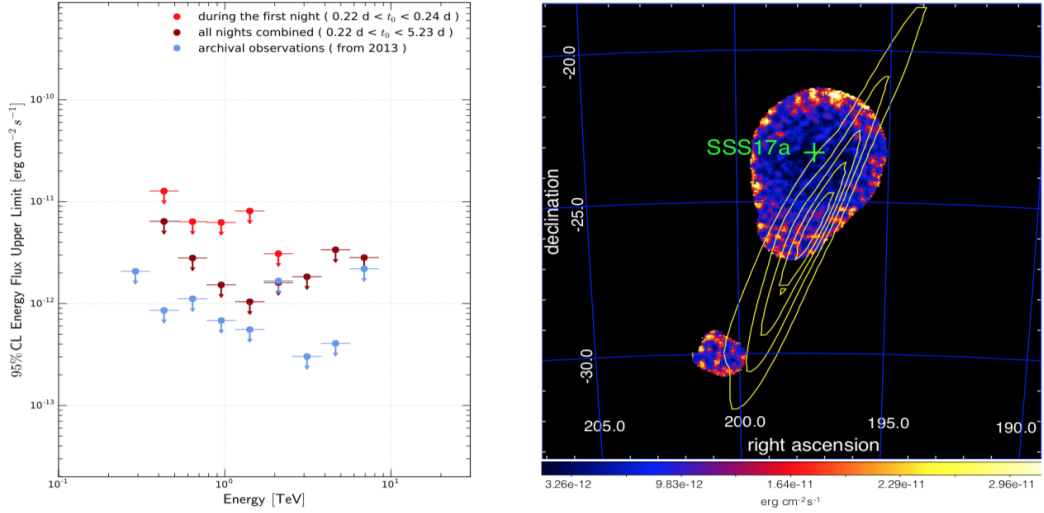 during the first night ( 0.22 d < t₀ < 0.24 d )
all nights combined ( 0.22 d < t₀ < 5.23 d )
archival observations ( from 2013 )
95%CL Energy Flux Upper Limit [erg cm⁻² s⁻¹]
10⁻¹⁰
10⁻¹¹
10⁻¹²
10⁻¹³
10⁻¹
10⁰
10¹
Energy [TeV]
SSS17a
declination
-20.0
-25.0
-30.0
205.0
200.0
195.0
190.0
right ascension
3.26e-12
9.83e-12
1.64e-11
2.29e-11
2.96e-11
erg cm⁻²s⁻¹